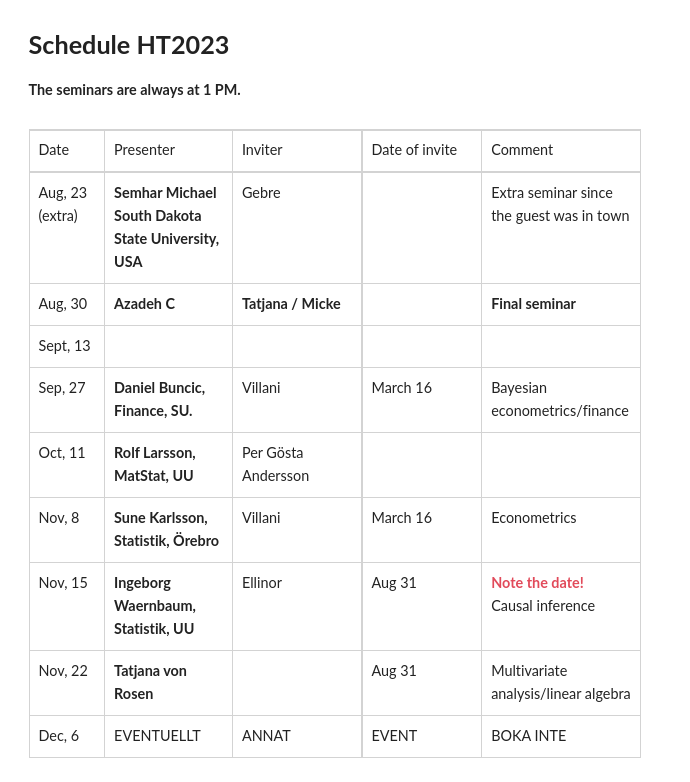 Schedule HT2023
The seminars are always at 1 PM.
Date Presenter Inviter Date of invite Comment
Aug, 23 Semhar Michael Gebre Extra seminar since
(extra) South Dakota the guest was in town
State University,
USA
Aug, 30 Azadeh C Tatjana / Micke Final seminar
Sept, 13
Sep, 27 Daniel Buncic, Villani March 16 Bayesian
Finance, SU. econometrics/finance
Oct, 11 Rolf Larsson, Per Gösta
MatStat, UU Andersson
Nov, 8 Sune Karlsson, Villani March 16 Econometrics
Statistik, Örebro
Nov, 15 Ingeborg Ellinor Aug 31 Note the date!
Waernbaum, Causal inference
Statistik, UU
Nov, 22 Tatjana von Aug 31 Multivariate
Rosen analysis/linear algebra
Dec, 6 EVENTUELLT ANNAT EVENT BOKA INTE